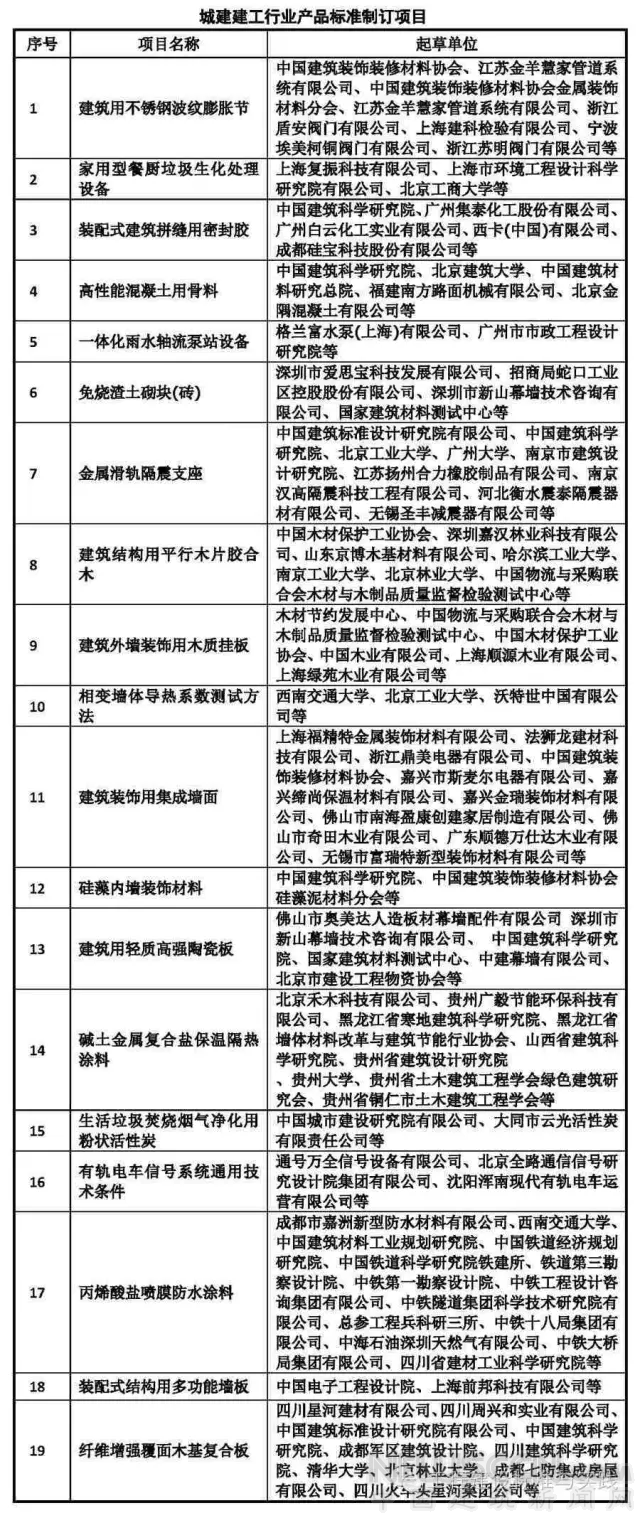 城建建工行业产品标准制订项目
序号 项目名称 起草单位
1 建筑用不锈钢波纹膨胀节
中国建筑装饰装修材料协会、江苏金羊慧家管道系
统有限公司、中国建筑装饰装修材料协会金属装饰
材料分会、江苏金羊慧家管道系统有限公司、浙江
盾安阀门有限公司、上海建科检验有限公司、宁波
埃美柯铜阀门有限公司、浙江苏明阀门有限公司等
2 家用型餐厨垃圾生化处理
设备
上海复振科技有限公司、上海市环境工程设计科学
研究院有限公司、北京工商大学等
3 装配式建筑拼缝用密封胶
中国建筑科学研究院、广州集泰化工股份有限公司、
广州白云化工实业有限公司、西卡(中国)有限公司、
成都硅宝科技股份有限公司等
4 高性能混凝土用骨料
中国建筑科学研究院、北京建筑大学、中国建筑材
料研究总院、福建南方路面机械有限公司、北京金
隅混凝土有限公司等
5 一体化雨水轴流泵站设备
格兰富水泵(上海)有限公司、广州市市政工程设计
研究院等
6 免烧渣土砌块(砖)
深圳市爱思宝科技发展有限公司、招商局蛇口工业
区控股股份有限公司、深圳市新山幕墙技术咨询有
限公司、国家建筑材料测试中心等
7 金属滑轨隔震支座
中国建筑标准设计研究院有限公司、中国建筑科学
研究院、北京工业大学、广州大学、南京市建筑设
计研究院、江苏扬州合力橡胶制品有限公司、南京
汉高隔震科技工程有限公司、河北衡水震泰隔震器
材有限公司、无锡圣丰减震器有限公司等
8 建筑结构用平行木片胶合
木
中国木材保护工业协会、深圳嘉汉林业科技有限公
司、山东京博木基材料有限公司、哈尔滨工业大学、
南京工业大学、北京林业大学、中国物流与采购联
合会木材与木制品质量监督检验测试中心等
9 建筑外墙装饰用木质挂板
木材节约发展中心、中国物流与采购联合会木材与
木制品质量监督检验测试中心、中国木材保护工业
协会、中国木业有限公司、上海顺源木业有限公司、
上海绿苑木业有限公司等
10 相变墙体导热系数测试方
法
西南交通大学、北京工业大学、沃特世中国有限公
司等
11 建筑装饰用集成墙面
上海福精特金属装饰材料有限公司、法狮龙建材科
技有限公司、浙江鼎美电器有限公司、中国建筑装
饰装修材料协会、嘉兴市斯麦尔电器有限公司、嘉
兴缔尚保温材料有限公司、嘉兴金瑞装饰材料有限
公司、佛山市南海盈康创建家居制造有限公司、佛
山市奇田木业有限公司、广东顺德万仕达木业有限
公司、无锡市富瑞特新型装饰材料有限公司等
12 硅藻内墙装饰材料
中国建筑科学研究院、中国建筑装饰装修材料协会
硅藻泥材料分会等
13 建筑用轻质高强陶瓷板
佛山市奥美达人造板材幕墙配件有限公司 深圳市
新山幕墙技术咨询有限公司、 中国建筑科学研究
院、国家建筑材料测试中心、中建幕墙有限公司、
北京市建设工程物资协会等
14 碱土金属复合盐保温隔热
涂料
北京禾木科技有限公司、贵州广毅节能环保科技有
限公司、黑龙江省寒地建筑科学研究院、黑龙江省
墙体材料改革与建筑节能行业协会、山西省建筑科
学研究院、贵州省建筑设计研究院
、贵州大学、贵州省土木建筑工程学会绿色建筑研
究会、贵州省铜仁市土木建筑工程学会等
15 生活垃圾焚烧烟气净化用
粉状活性炭
中国城市建设研究院有限公司、大同市云光活性炭
有限责任公司等
16 有轨电车信号系统通用技
术条件
通号万全信号设备有限公司、北京全路通信信号研
究设计院集团有限公司、沈阳浑南现代有轨电车运
营有限公司等
17 丙烯酸盐喷膜防水涂料
成都市嘉洲新型防水材料有限公司、西南交通大学、
中国建筑材料工业规划研究院、中国铁道经济规划
研究院、中国铁道科学研究院铁建所、铁道第三勘
察设计院、中铁第一勘察设计院、中铁工程设计咨
询集团有限公司、中铁隧道集团科学技术研究院有
限公司、总参工程兵科研三所、中铁十八局集团有
限公司、中海石油深圳天然气有限公司、中铁大桥
局集团有限公司、四川省建材工业科学研究院等
18 装配式结构用多功能墙板
中国电子工程设计院、上海前邦科技有限公司等
19 纤维增强覆面木基复合板
四川星河建材有限公司、四川周兴和实业有限公司、
中国建筑标准设计研究院有限公司、中国建筑科学
研究院、成都军区建筑设计院、四川建筑科学研究
院、清华大学、北京林业大学、成都七防集成房屋
有限公司、四川火车头星河集团公司等